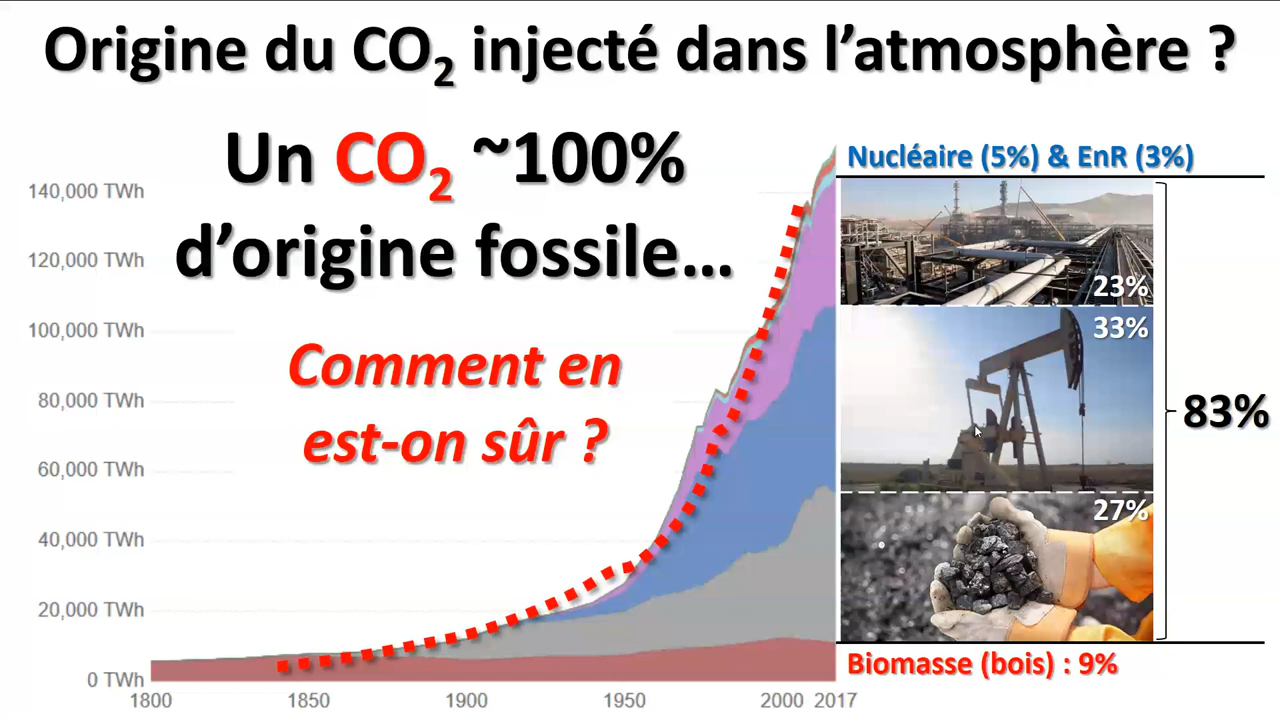 Origine du CO₂ injecté dans l’atmosphère ?
Un CO₂ ~100%
d’origine fossile…
Comment en
est-on sûr ?
140,000 TWh
120,000 TWh
100,000 TWh
80,000 TWh
60,000 TWh
40,000 TWh
20,000 TWh
0 TWh
1800
1850
1900
1950
2000
2017
Nucléaire (5%) & EnR (3%)
23%
33%
27%
83%
Biomasse (bois) : 9%